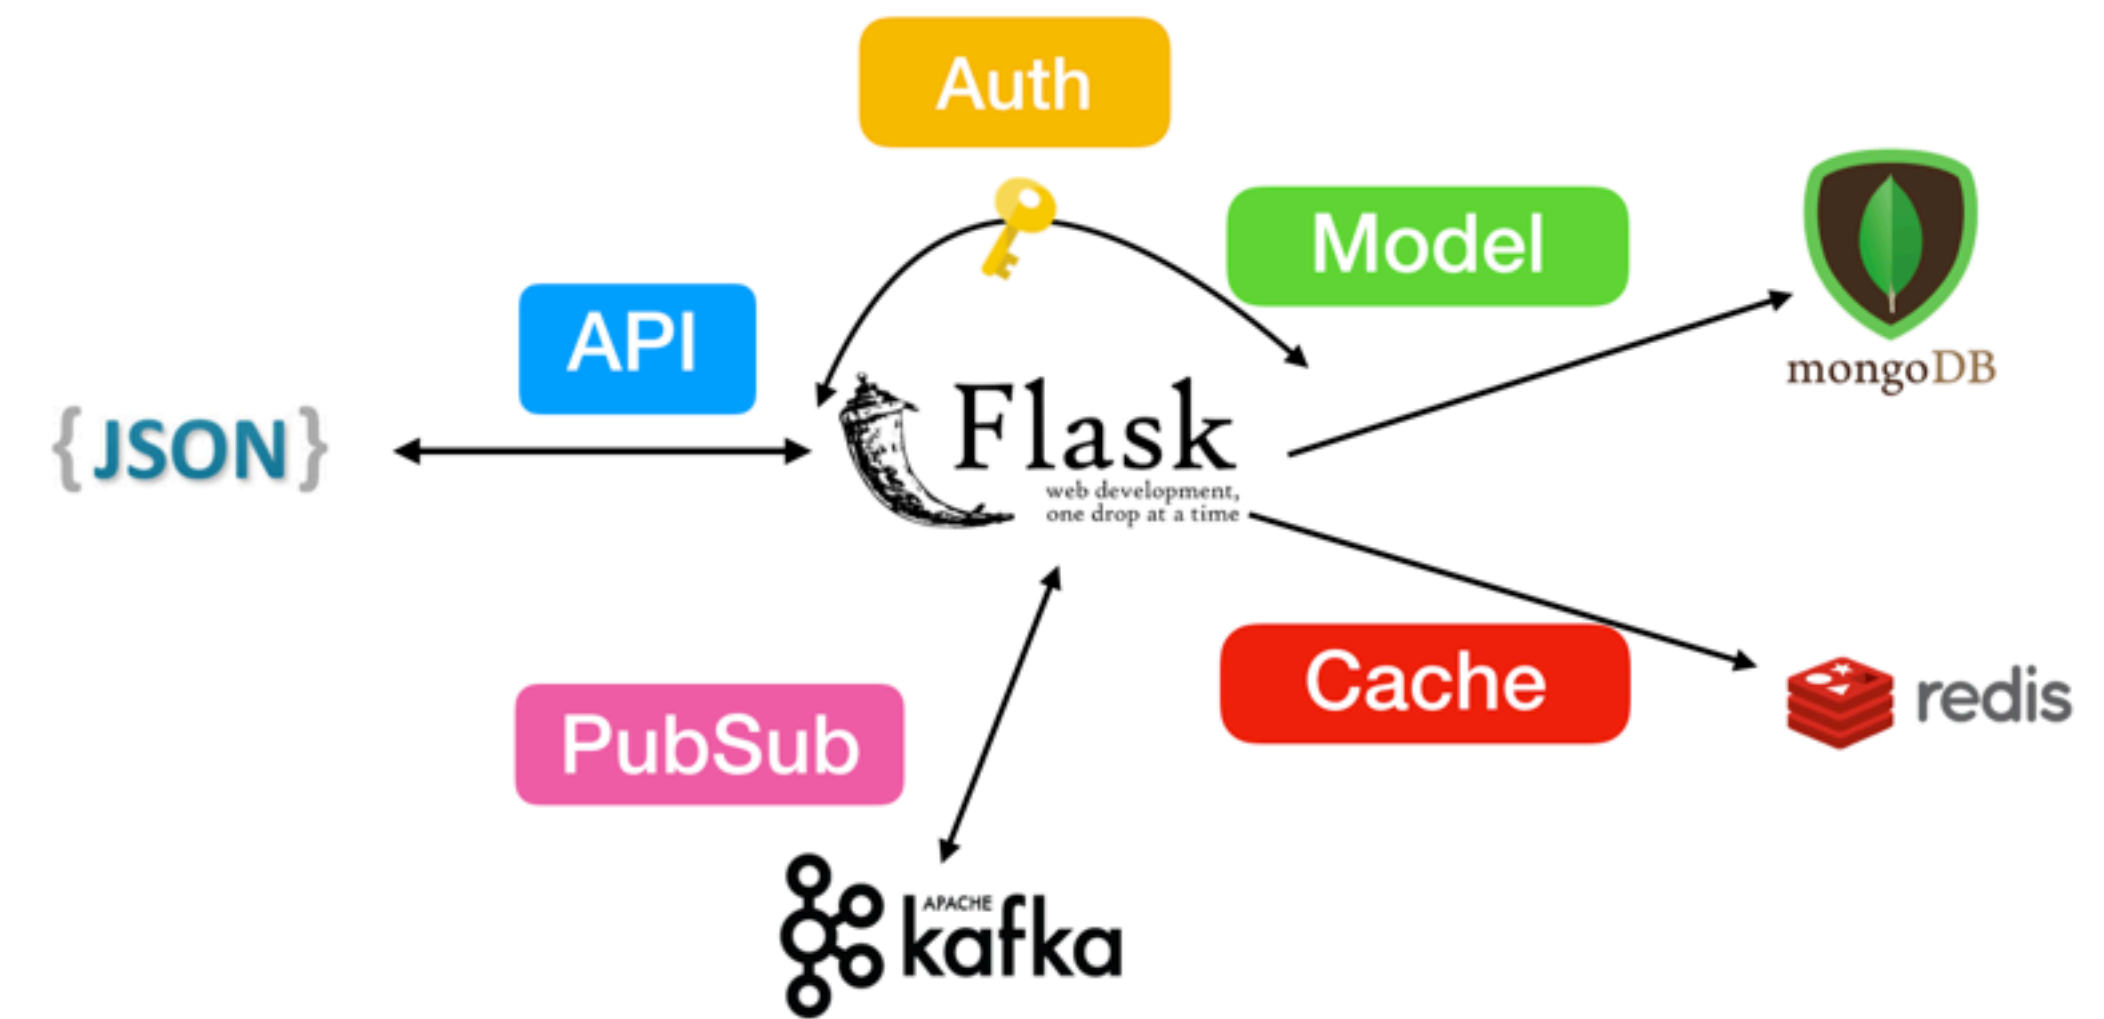 Auth
Model
API
mongoDB
{JSON}
Flask
web development,
one drop at a time
Cache
redis
PubSub
APACHE
kafka